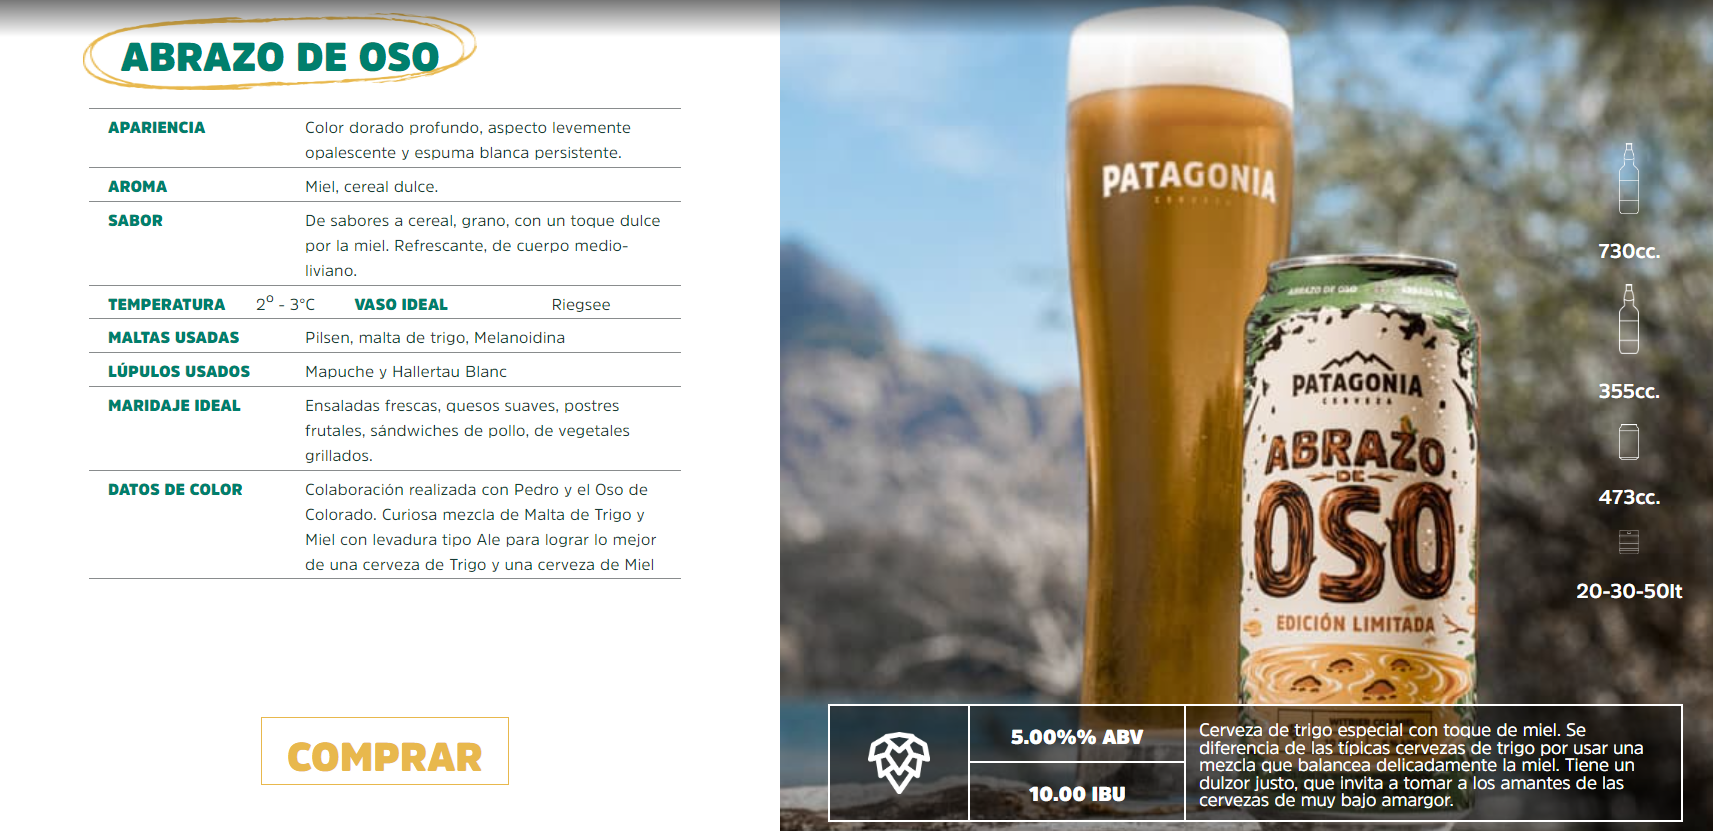 ABRAZO DE OSO
APARIENCIA
Color dorado profundo, aspecto levemente
opalescente y espuma blanca persistente.
AROMA
Miel, cereal dulce.
SABOR
De sabores a cereal, grano, con un toque dulce
por la miel. Refrescante, de cuerpo medio-
liviano.
TEMPERATURA 2º - 3°C VASO IDEAL Riegsee
MALTAS USADAS Pilsen, malta de trigo, Melanoidina
LÚPULOS USADOS Mapuche y Hallertau Blanc
MARIDAJE IDEAL
Ensaladas frescas, quesos suaves, postres
frutales, sándwiches de pollo, de vegetales
grillados.
DATOS DE COLOR
Colaboración realizada con Pedro y el Oso de
Colorado. Curiosa mezcla de Malta de Trigo y
Miel con levadura tipo Ale para lograr lo mejor
de una cerveza de Trigo y una cerveza de Miel
COMPRAR
PATAGONIA
CERVEZA
ABRAZO DE OSO
PATAGONIA
CERVEZA
ABRAZO
DE
OSO
EDICIÓN LIMITADA
730cc.
355cc.
473cc.
20-30-50lt
5.00%% ABV
10.00 IBU
Cerveza de trigo especial con toque de miel. Se
diferencia de las típicas cervezas de trigo por usar una
mezcla que balancea delicadamente la miel. Tiene un
dulzor justo, que invita a tomar a los amantes de las
cervezas de muy bajo amargor.